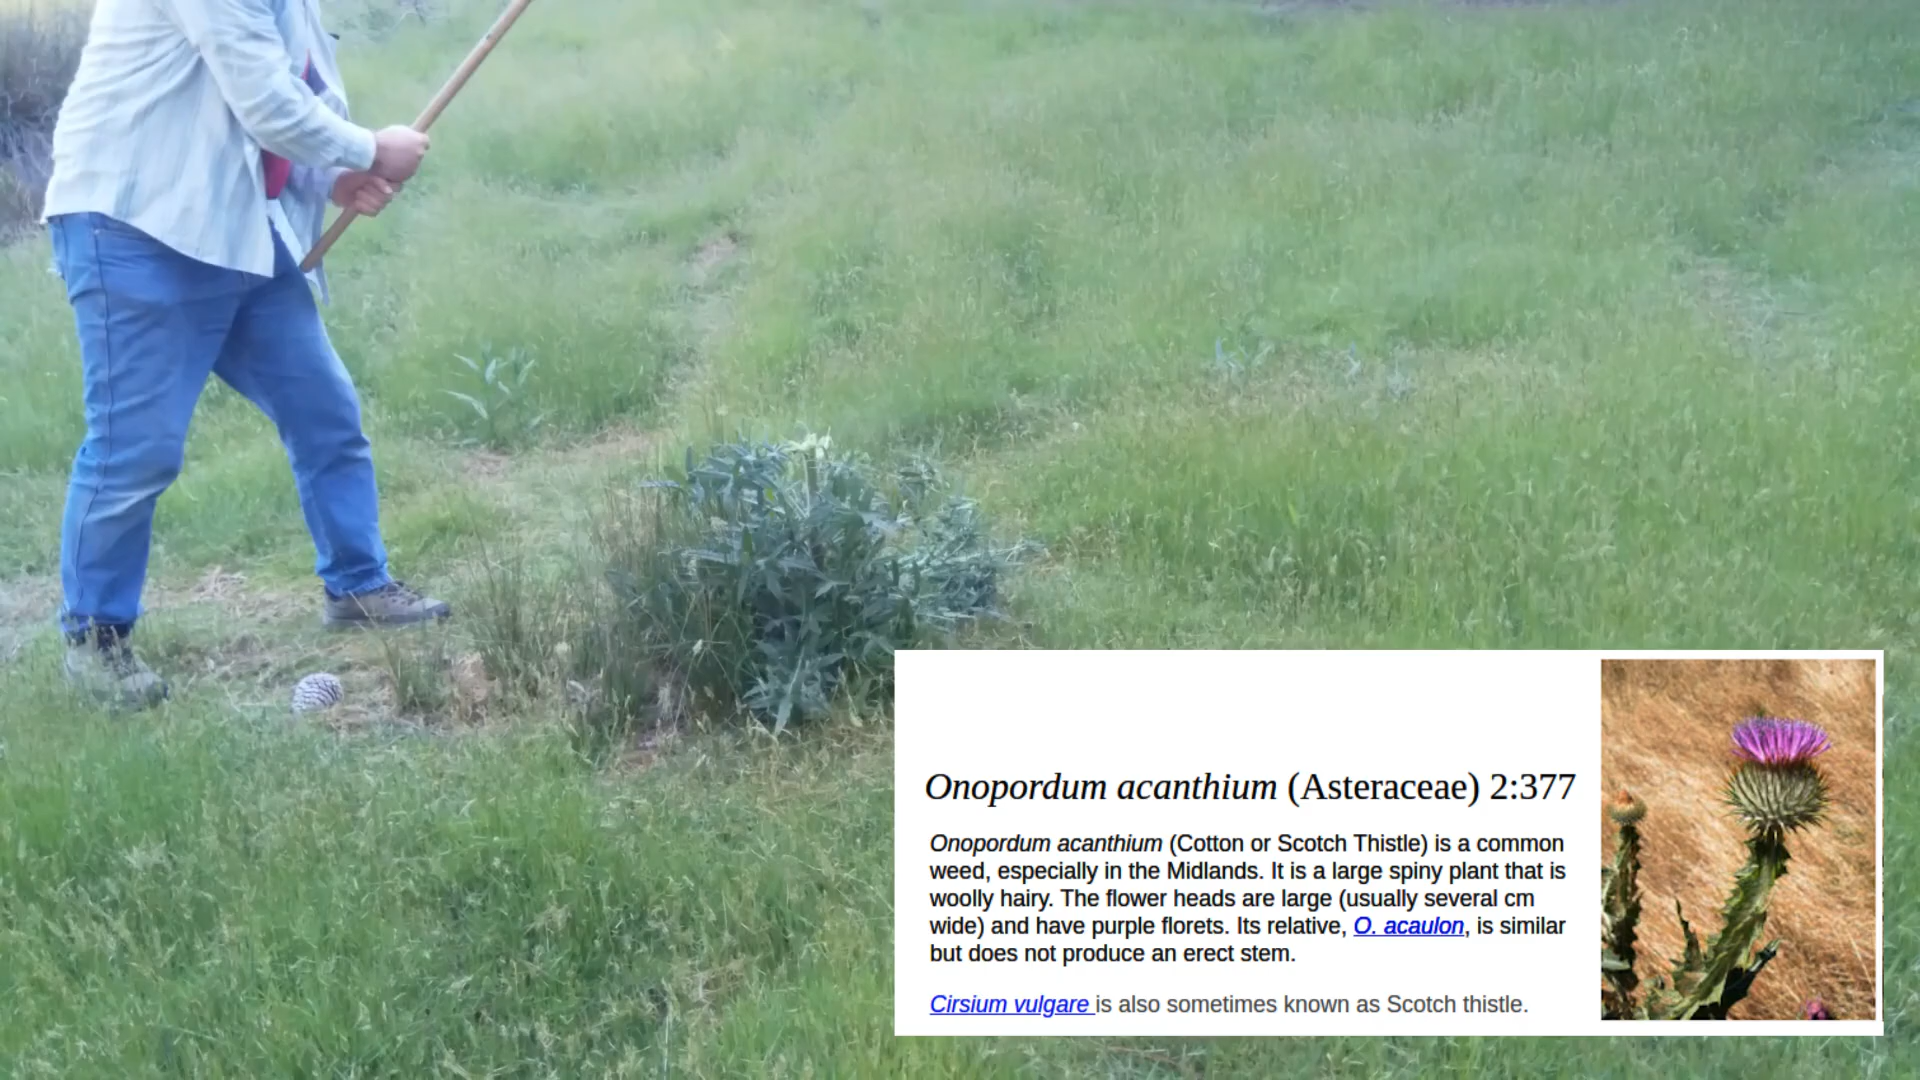 Onopordum acanthium (Asteraceae) 2:377
Onopordum acanthium (Cotton or Scotch Thistle) is a common
weed, especially in the Midlands. It is a large spiny plant that is
woolly hairy. The flower heads are large (usually several cm
wide) and have purple florets. Its relative, O. acaulon, is similar
but does not produce an erect stem.
Cirsium vulgare is also sometimes known as Scotch thistle.